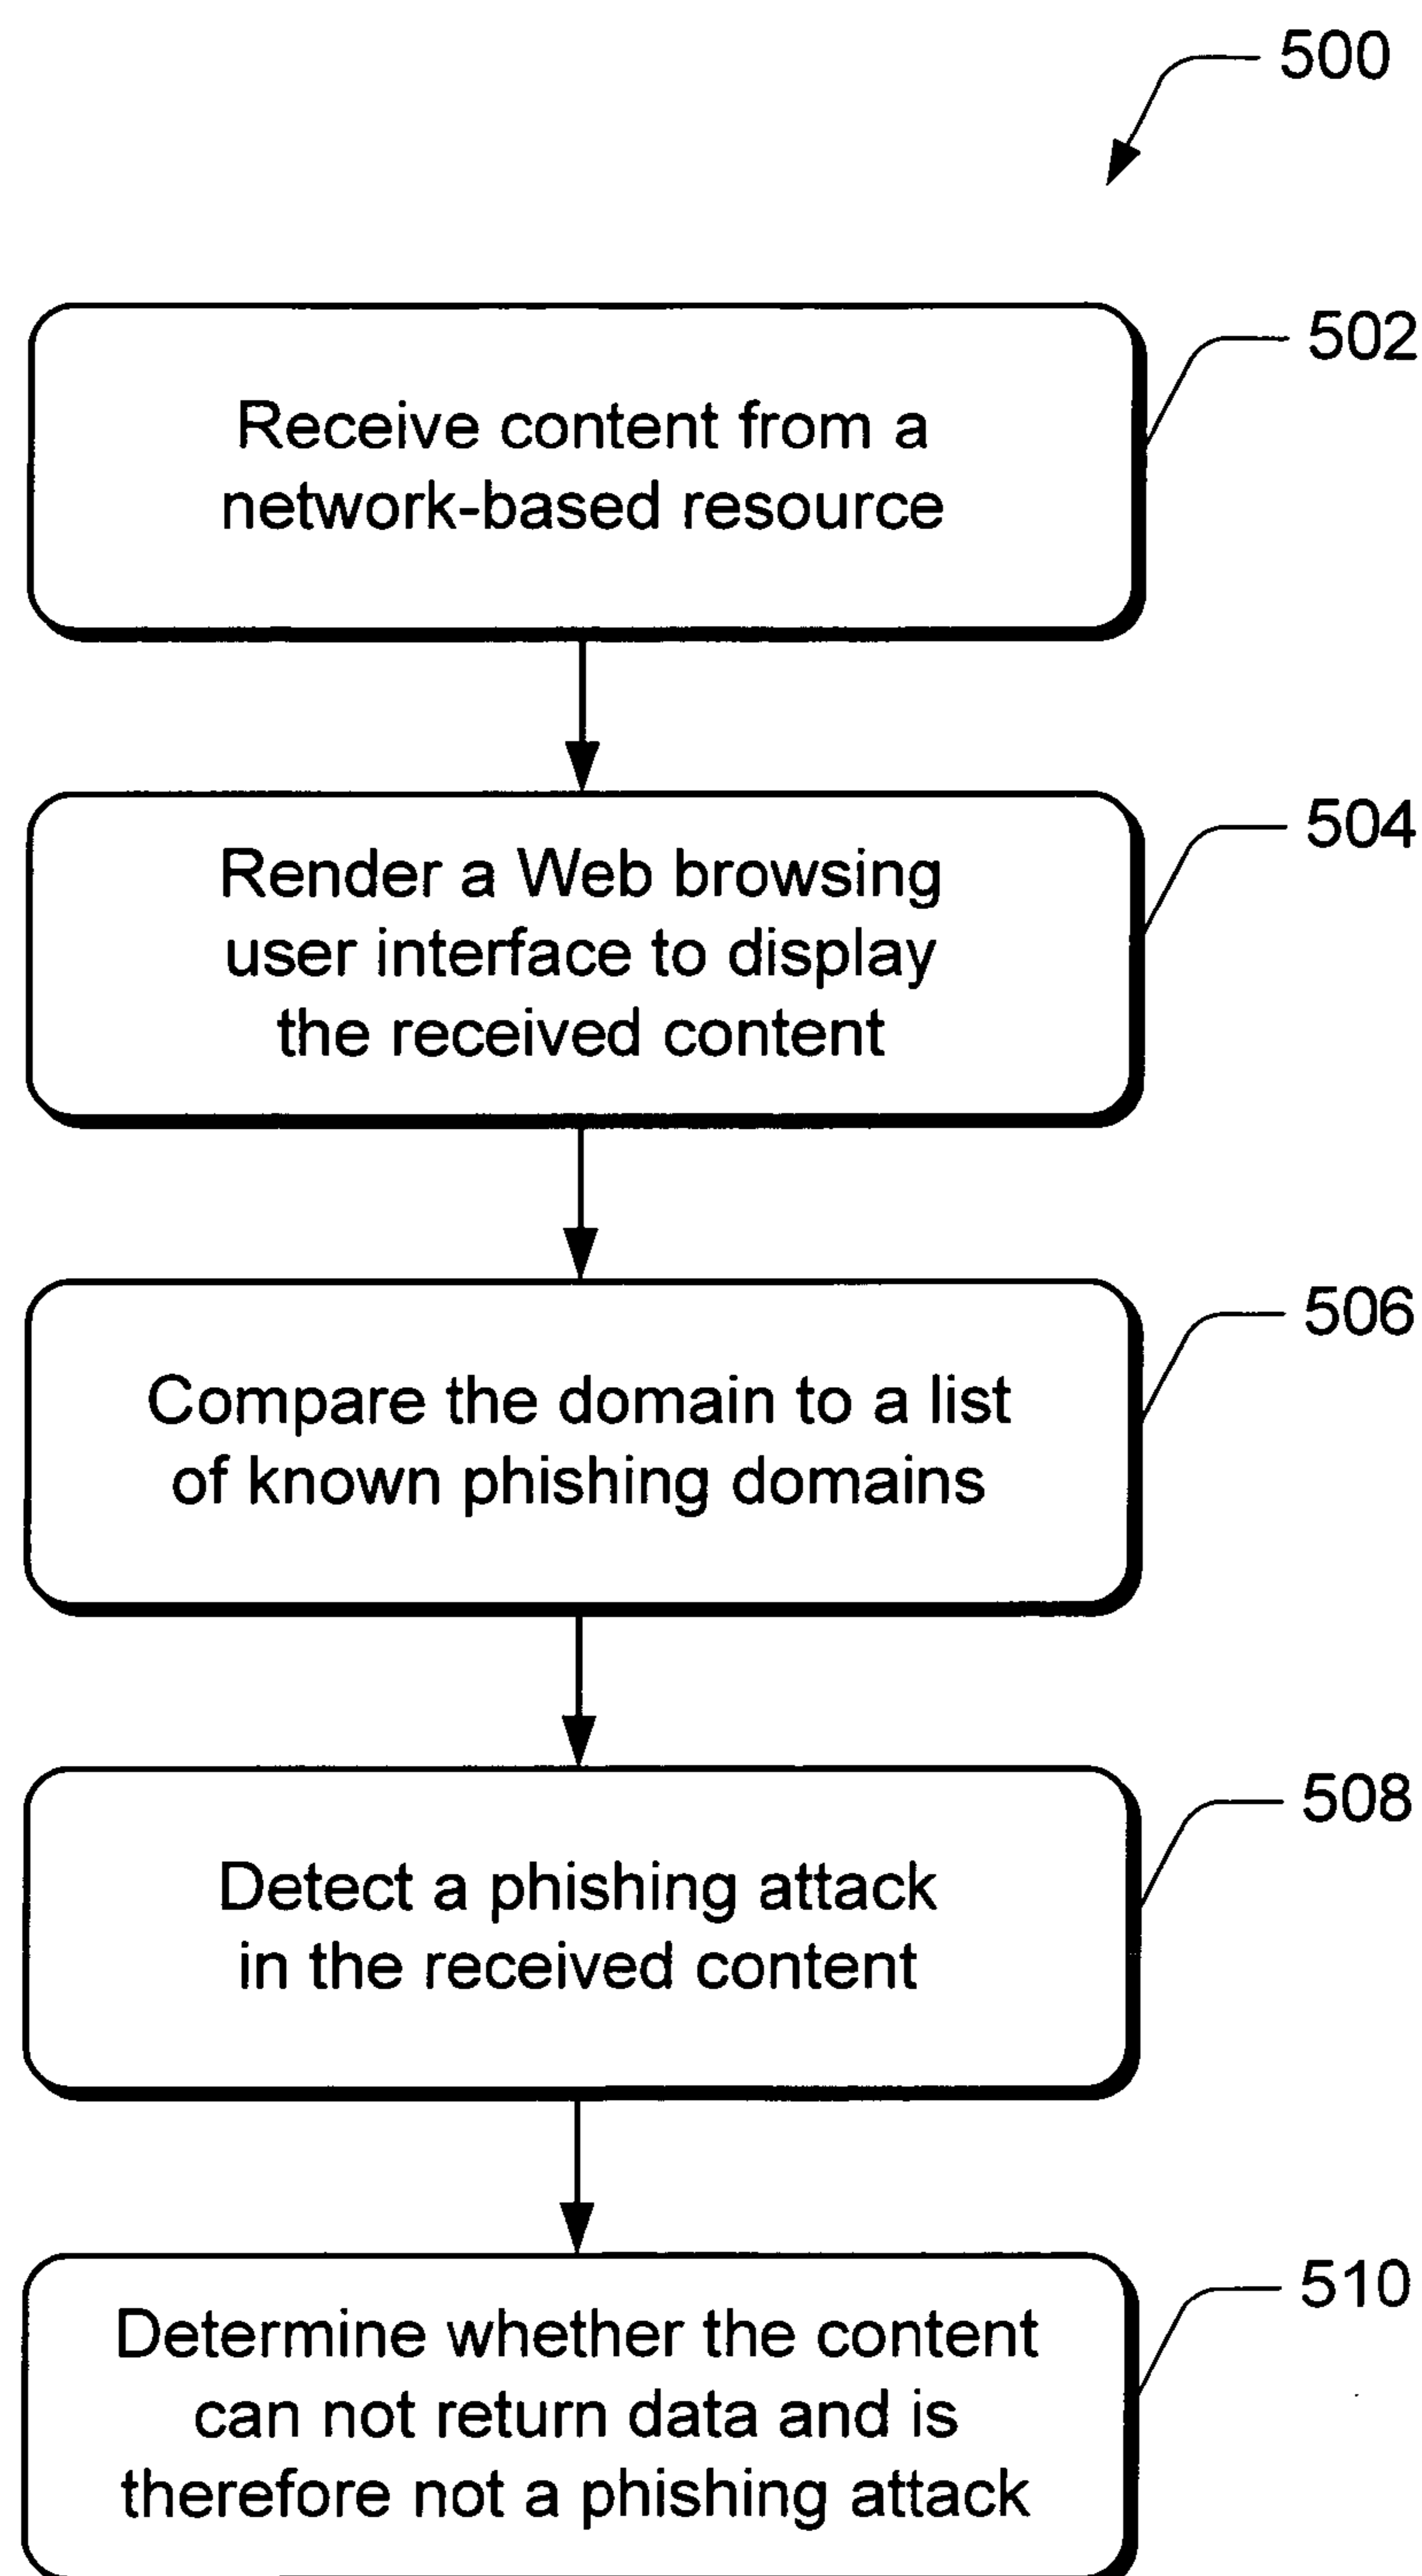 500
502
Receive content from a
network-based resource
504
Render a Web browsing
user interface to display
the received content
506
Compare the domain to a list
of known phishing domains
508
Detect a phishing attack
in the received content
510
Determine whether the content
can not return data and is
therefore not a phishing attack